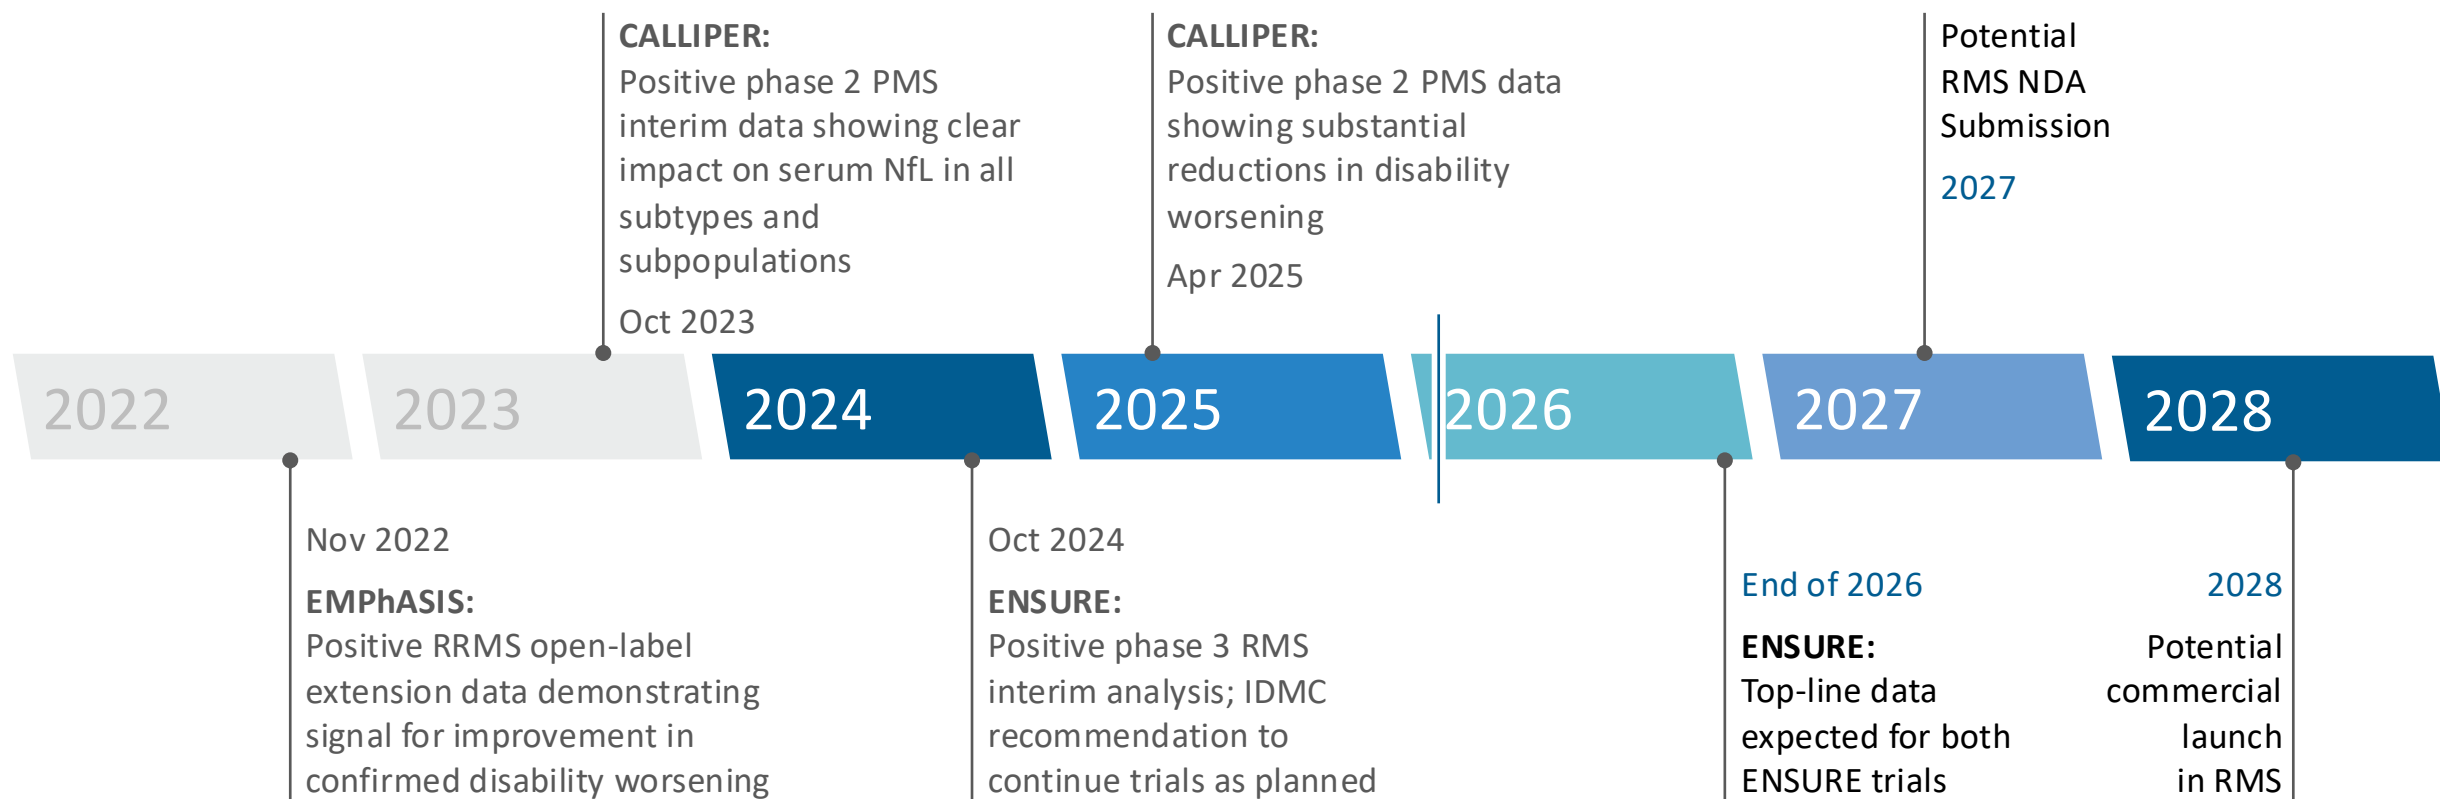 CALLIPER:
Positive phase 2 PMS
interim data showing clear
impact on serum NfL in all
subtypes and
subpopulations
Oct 2023
CALLIPER:
Positive phase 2 PMS data
showing substantial
reductions in disability
worsening
Apr 2025
Potential
RMS NDA
Submission
2027
2022
2023
2024
2025
2026
2027
2028
Nov 2022
EMPhASIS:
Positive RRMS open-label
extension data demonstrating
signal for improvement in
confirmed disability worsening
Oct 2024
ENSURE:
Positive phase 3 RMS
interim analysis; IDMC
recommendation to
continue trials as planned
End of 2026
ENSURE:
Top-line data
expected for both
ENSURE trials
2028
Potential
commercial
launch
in RMS